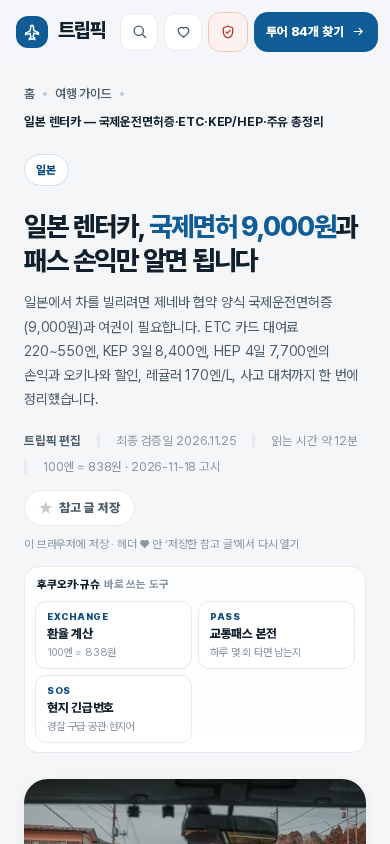 트립픽
투어 84개 찾기 →
홈 • 여행 가이드 •
일본 렌터카 — 국제운전면허증·ETC·KEP/HEP·주유 총정리
일본
일본 렌터카, 국제면허 9,000원과
패스 손익만 알면 됩니다
일본에서 차를 빌리려면 제네바 협약 양식 국제운전면허증
(9,000원)과 여권이 필요합니다. ETC 카드 대여료
220~550엔, KEP 3일 8,400엔, HEP 4일 7,700엔의
손익과 오키나와 할인, 레귤러 170엔/L, 사고 대처까지 한 번에
정리했습니다.
트립픽 편집 | 최종 검증일 2026.11.25 | 읽는 시간 약 12분
| 100엔 = 838원 · 2026-11-18 고시
★ 참고 글 저장
이 브라우저에 저장 · 헤더 ♥ 안 '저장한 참고 글'에서 다시 열기
후쿠오카·규슈 바로 쓰는 도구
EXCHANGE
환율 계산
100엔 = 838원
PASS
교통패스 본전
하루 몇 회 타면 남는지
SOS
현지 긴급번호
경찰·구급·공관·현지어